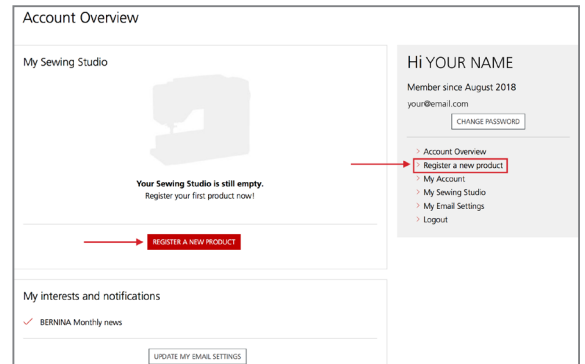 Account Overview
My Sewing Studio
Your Sewing Studio is still empty.
Register your first product now!
REGISTER A NEW PRODUCT
My interests and notifications
BERNINA Monthly news
UPDATE MY EMAIL SETTINGS
Hi YOUR NAME
Member since August 2018
your@email.com
CHANGE PASSWORD
> Account Overview
> Register a new product
> My Account
> My Sewing Studio
> My Email Settings
> Logout